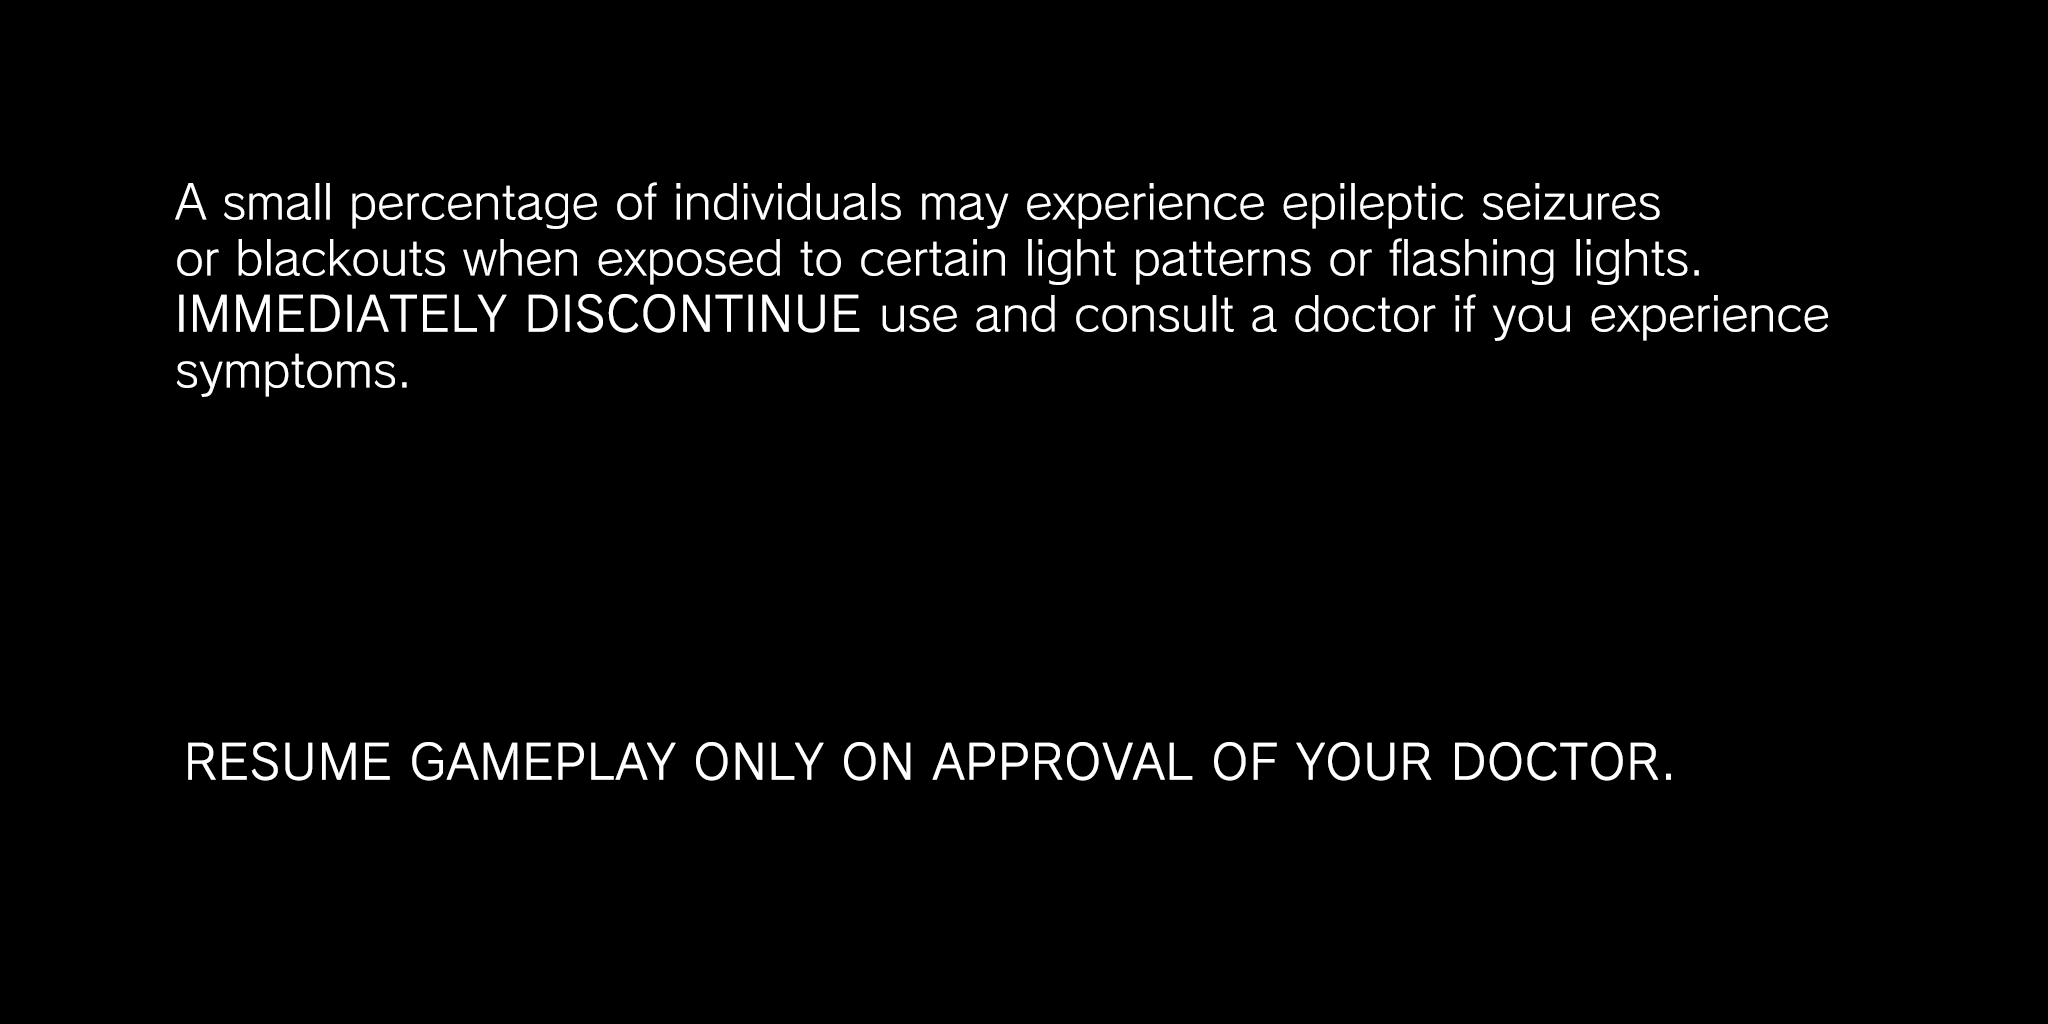 A small percentage of individuals may experience epileptic seizures
or blackouts when exposed to certain light patterns or flashing lights.
IMMEDIATELY DISCONTINUE use and consult a doctor if you experience
symptoms.
RESUME GAMEPLAY ONLY ON APPROVAL OF YOUR DOCTOR.